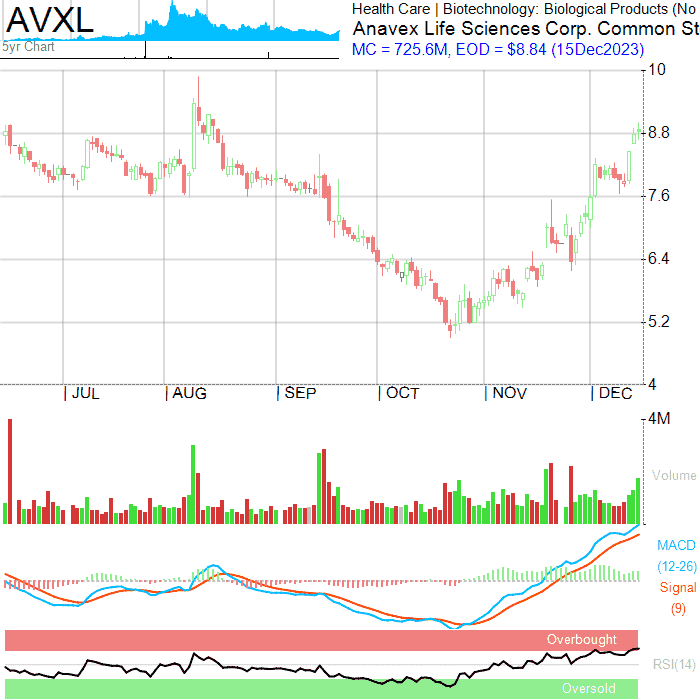 AVXL
5yr Chart
Health Care | Biotechnology: Biological Products (No
Anavex Life Sciences Corp. Common St
MC = 725.6M, EOD = $8.84 (15Dec2023)
10
8.8
7.6
6.4
5.2
4
| JUL | AUG | SEP | OCT | NOV | DEC
4M
Volume
MACD
(12-26)
Signal
(9)
Overbought
RSI(14)
Oversold